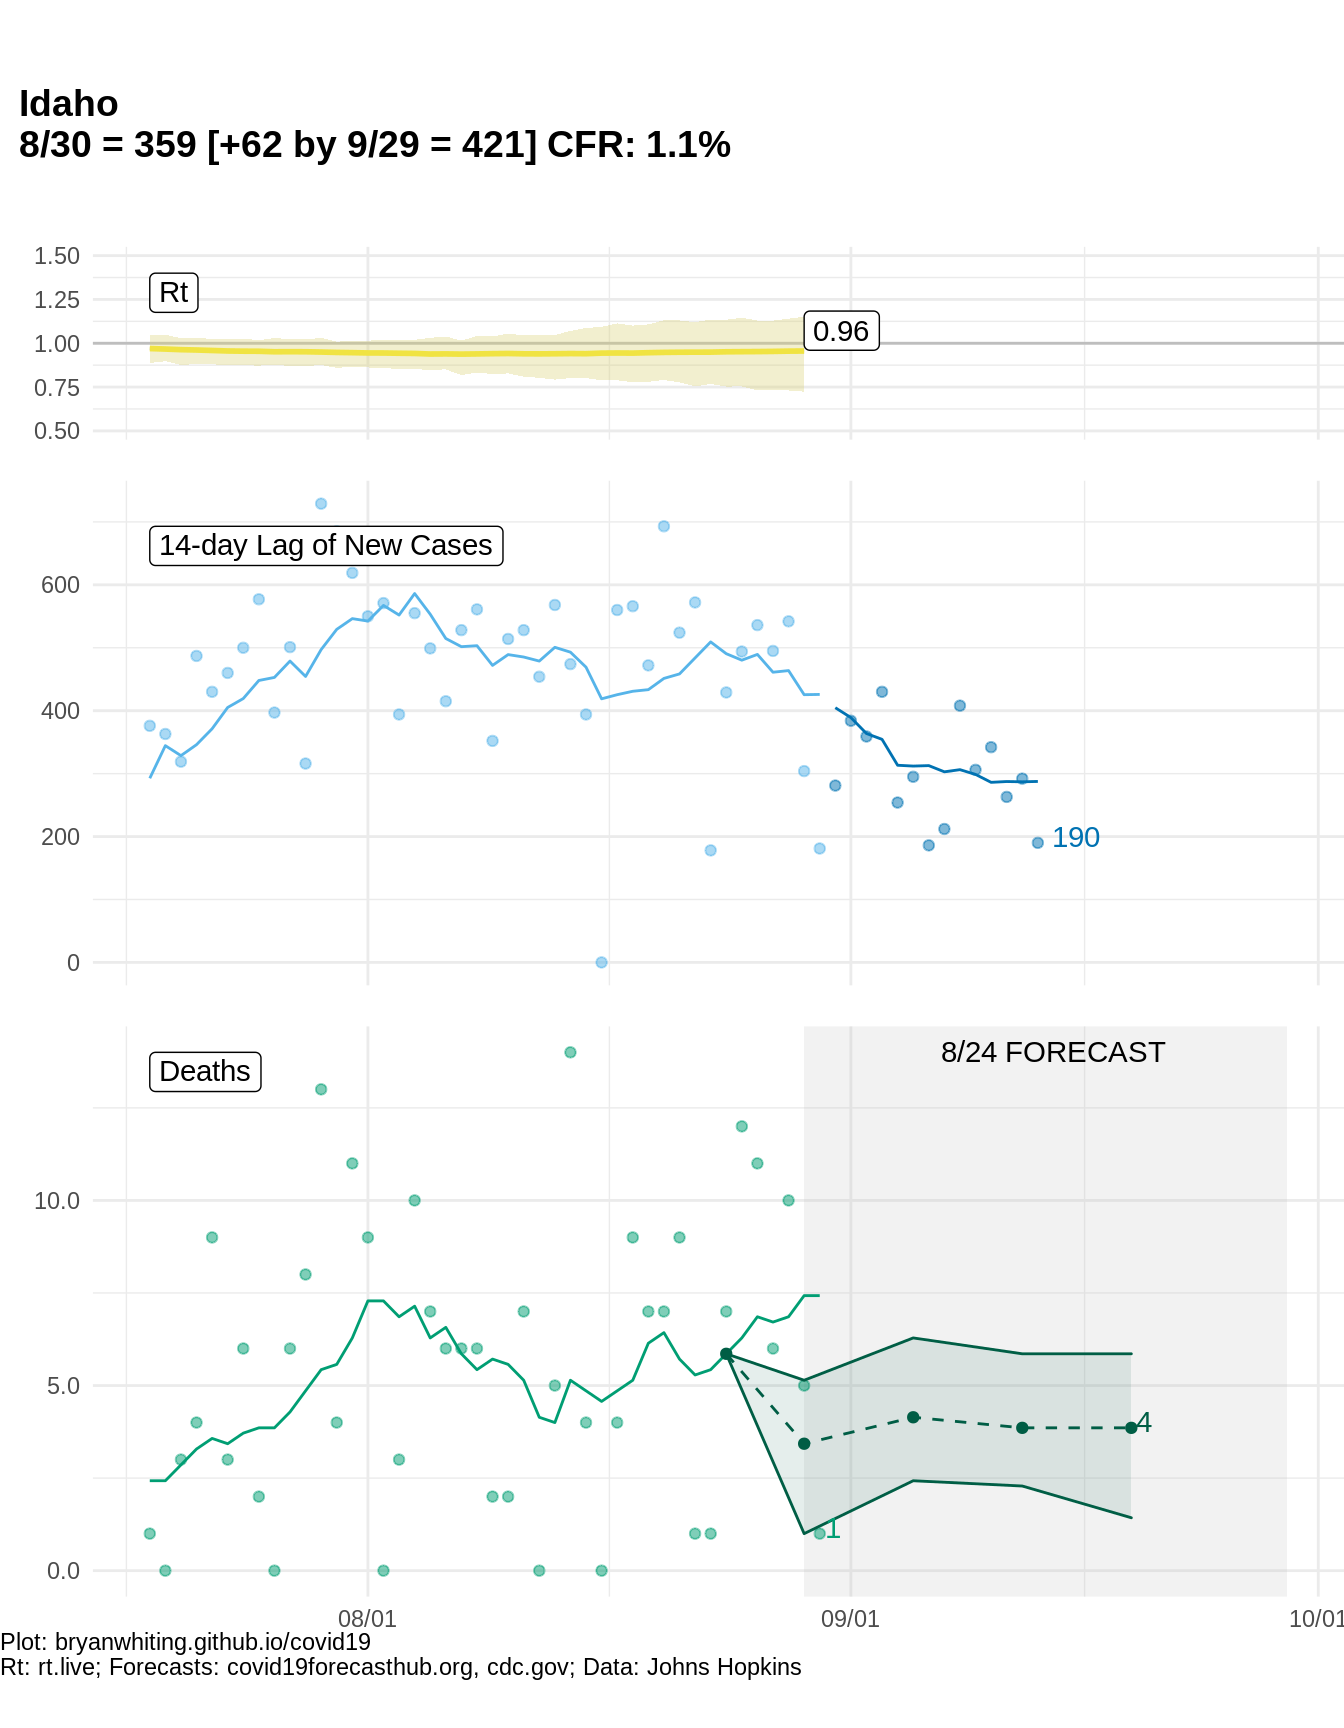 Idaho
8/30 = 359 [+62 by 9/29 = 421] CFR: 1.1%
1.50
1.25
1.00
0.75
0.50
Rt
0.96
14-day Lag of New Cases
600
400
200
0
190
Deaths
8/24 FORECAST
10.0
5.0
0.0
4
1
08/01
09/01
10/01
Plot: bryanwhiting.github.io/covid19
Rt: rt.live; Forecasts: covid19forecasthub.org, cdc.gov; Data: Johns Hopkins